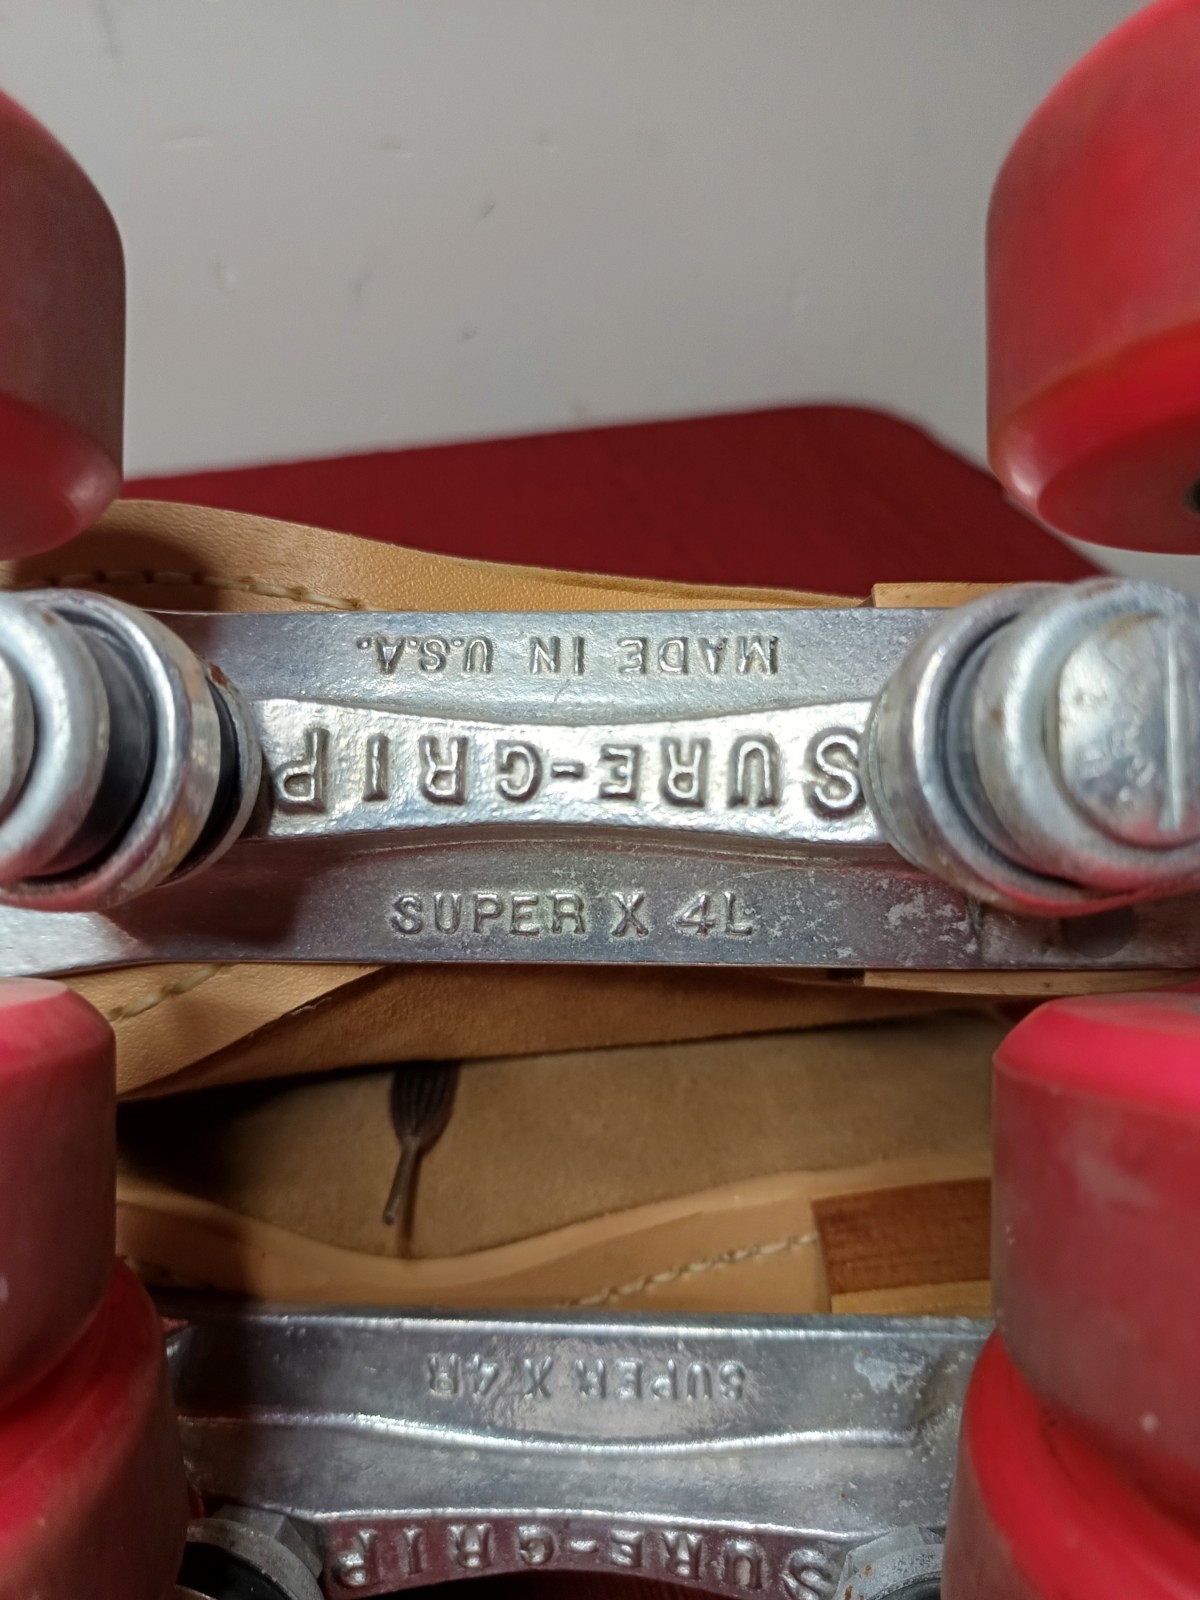 MADE IN U.S.A.
SURE-GRIP
SUPER X 4L
SUPER X 4R
SURE-GRIP